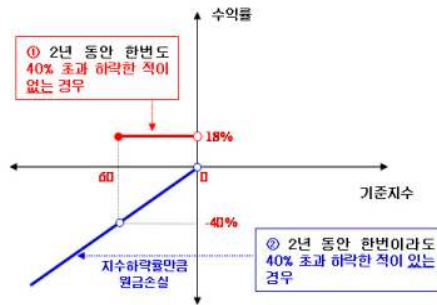 수익률
① 2년 동안 한번도
40% 초과 하락한 적이
없는 경우
18%
60
0
기준지수
-40%
② 2년 동안 한번이라도
40% 초과 하락한 적이 있는
경우
지수하락률만큼
원금손실